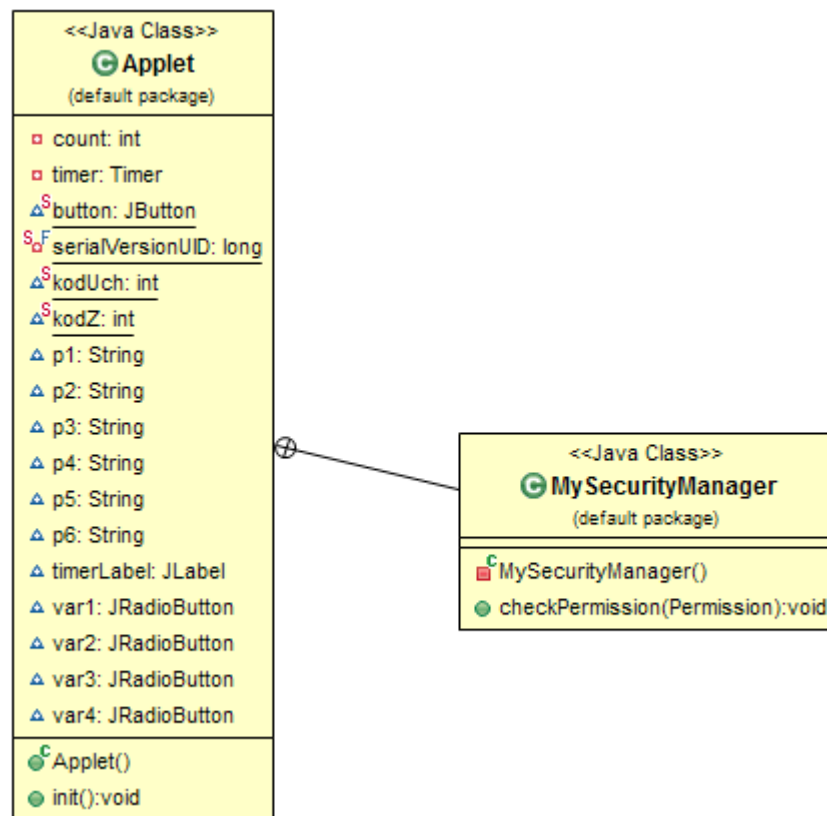 <<Java Class>>
Applet
(default package)
count: int
timer: Timer
button: JButton
serialVersionUID: long
kodUch: int
kodZ: int
p1: String
p2: String
p3: String
p4: String
p5: String
p6: String
timerLabel: JLabel
var1: JRadioButton
var2: JRadioButton
var3: JRadioButton
var4: JRadioButton
Applet()
init():void
<<Java Class>>
MySecurityManager
(default package)
MySecurityManager()
checkPermission(Permission):void